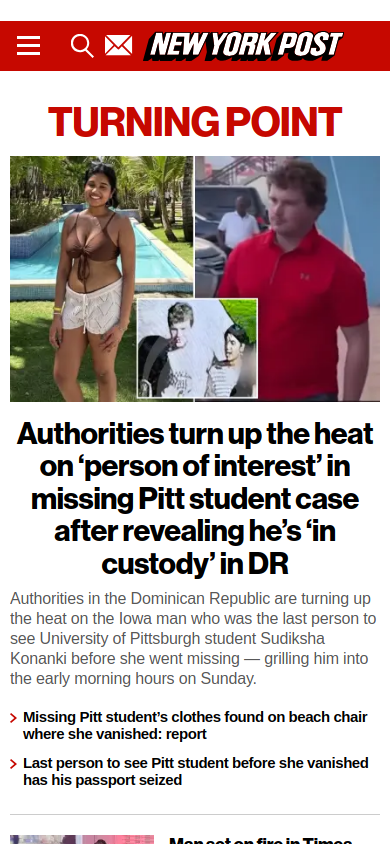 NEW YORK POST
TURNING POINT
Authorities turn up the heat
on ‘person of interest’ in
missing Pitt student case
after revealing he’s ‘in
custody’ in DR
Authorities in the Dominican Republic are turning up
the heat on the Iowa man who was the last person to
see University of Pittsburgh student Sudiksha
Konanki before she went missing — grilling him into
the early morning hours on Sunday.
Missing Pitt student’s clothes found on beach chair
where she vanished: report
Last person to see Pitt student before she vanished
has his passport seized
Man set on fire in Times